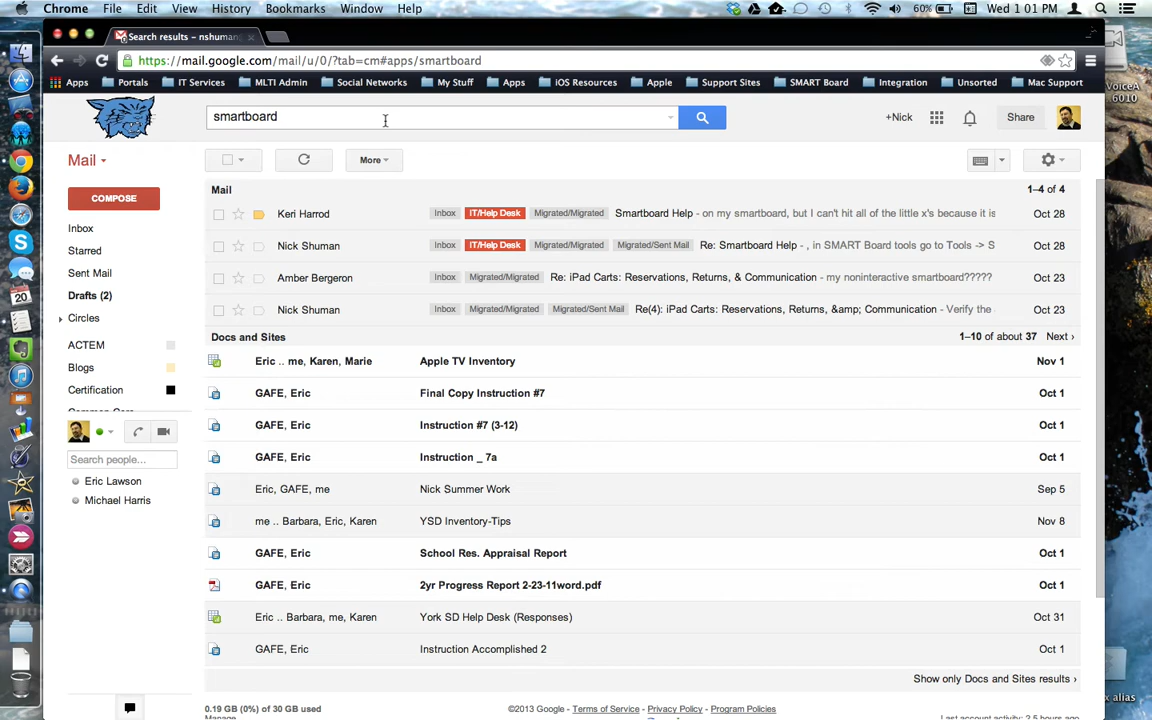 Chrome File Edit View History Bookmarks Window Help 60% 20 Wed 1 01 PM
Search results – nshuman
https://mail.google.com/mail/u/0/?tab=cm#apps/smartboard
Apps Portals IT Services MLTI Admin Social Networks My Stuff Apps iOS Resources Apple Support Sites SMART Board Integration Unsorted Mac Support
VoiceA
6010
smartboard +Nick Share
Mail More
Mail 1–4 of 4
COMPOSE
Keri Harrod Inbox IT/Help Desk Migrated/Migrated Smartboard Help - on my smartboard, but I can't hit all of the little x's because it is Oct 28
Inbox
Nick Shuman Inbox IT/Help Desk Migrated/Migrated Migrated/Sent Mail Re: Smartboard Help - , in SMART Board tools go to Tools -> S Oct 28
Starred
Sent Mail
Amber Bergeron Inbox Migrated/Migrated Re: iPad Carts: Reservations, Returns, & Communication - my noninteractive smartboard????? Oct 23
Drafts (2)
Nick Shuman Inbox Migrated/Migrated Migrated/Sent Mail Re(4): iPad Carts: Reservations, Returns, &amp; Communication - Verify the Oct 23
Circles
Docs and Sites 1–10 of about 37 Next ›
ACTEM
Eric .. me, Karen, Marie Apple TV Inventory Nov 1
Blogs
Certification
GAFE, Eric Final Copy Instruction #7 Oct 1
Common Core
GAFE, Eric Instruction #7 (3-12) Oct 1
Search people...
GAFE, Eric Instruction _ 7a Oct 1
Eric Lawson
Eric, GAFE, me Nick Summer Work Sep 5
Michael Harris
me .. Barbara, Eric, Karen YSD Inventory-Tips Nov 8
GAFE, Eric School Res. Appraisal Report Oct 1
GAFE, Eric 2yr Progress Report 2-23-11word.pdf Oct 1
Eric .. Barbara, me, Karen York SD Help Desk (Responses) Oct 31
GAFE, Eric Instruction Accomplished 2 Oct 1
Show only Docs and Sites results ›
x alias
0.19 GB (0%) of 30 GB used ©2013 Google - Terms of Service - Privacy Policy - Program Policies
Manage Last account activity: 2.5 hours ago